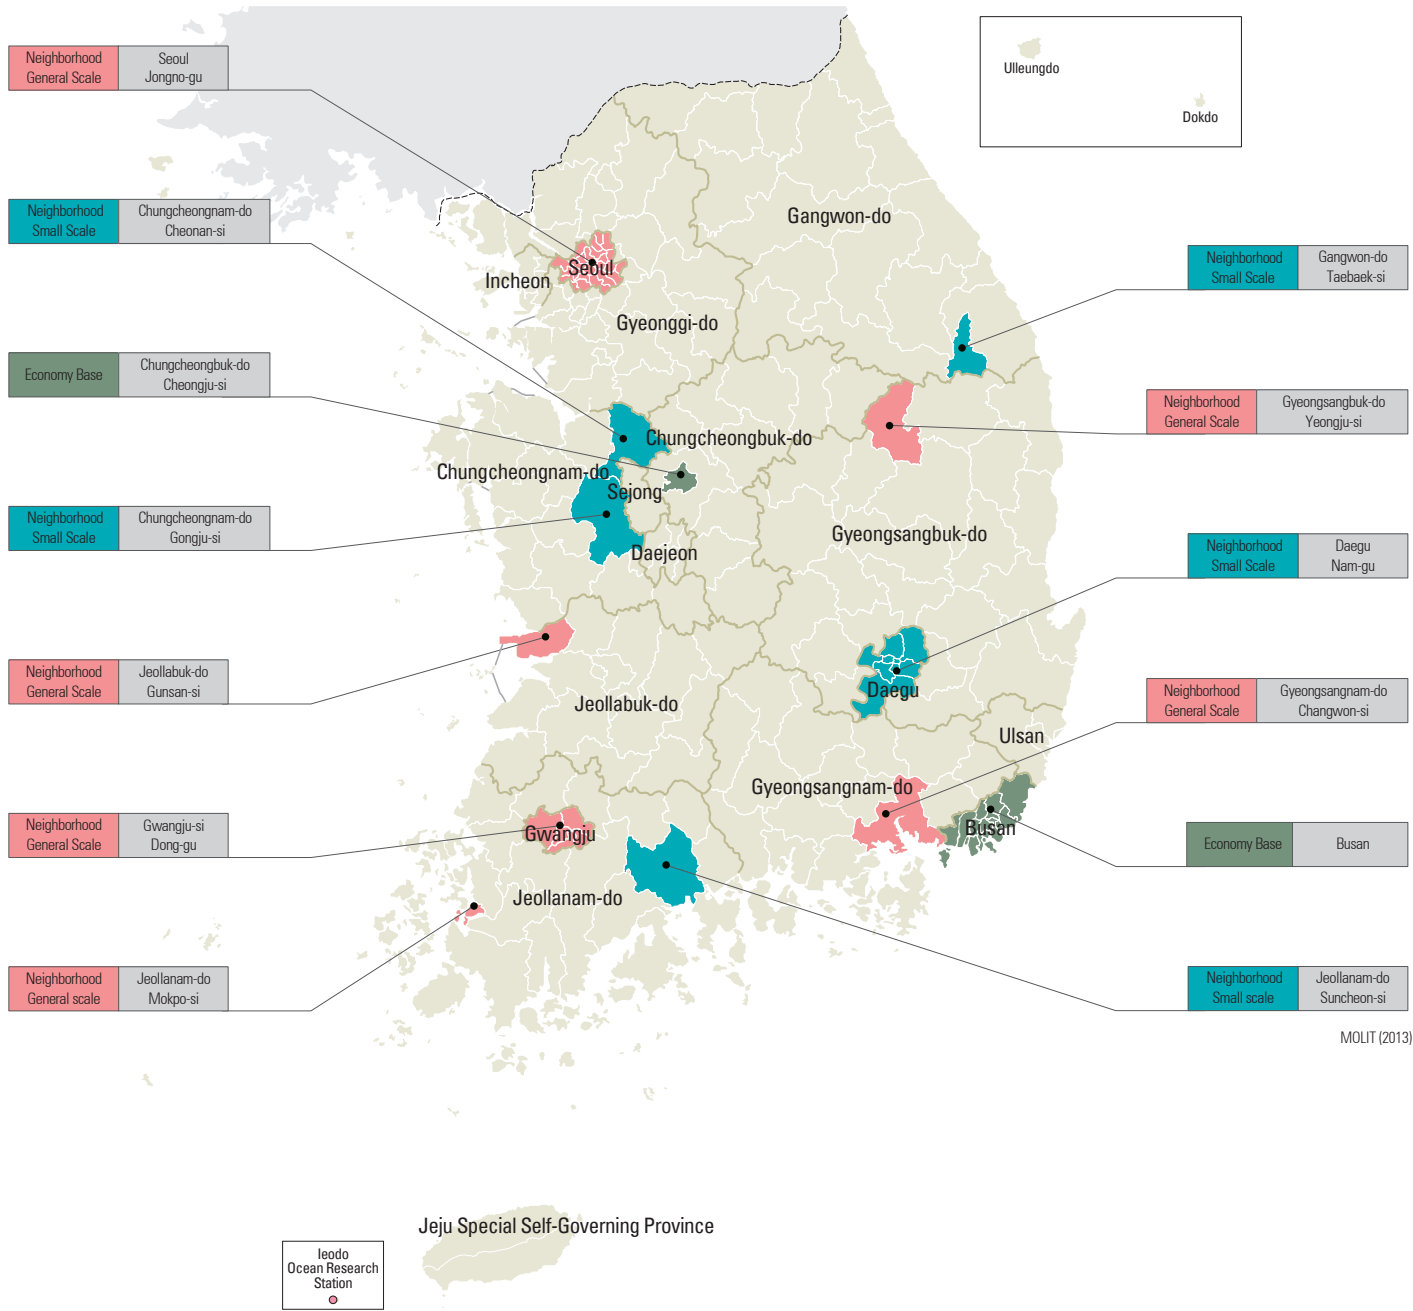 Neighborhood
General Scale
Seoul
Jongno-gu
Neighborhood
Small Scale
Chungcheongnam-do
Cheonan-si
Economy Base
Chungcheongbuk-do
Cheongju-si
Neighborhood
Small Scale
Chungcheongnam-do
Gongju-si
Neighborhood
General Scale
Jeollabuk-do
Gunsan-si
Neighborhood
General Scale
Gwangju-si
Dong-gu
Neighborhood
General scale
Jeollanam-do
Mokpo-si
Ulleungdo
Dokdo
Gangwon-do
Seoul
Incheon
Gyeonggi-do
Chungcheongbuk-do
Chungcheongnam-do
Sejong
Daejeon
Gyeongsangbuk-do
Daegu
Jeollabuk-do
Ulsan
Gyeongsangnam-do
Busan
Gwangju
Jeollanam-do
Jeju Special Self-Governing Province
Ieodo
Ocean Research
Station
Neighborhood
Small Scale
Gangwon-do
Taebaek-si
Neighborhood
General Scale
Gyeongsangbuk-do
Yeongju-si
Neighborhood
Small Scale
Daegu
Nam-gu
Neighborhood
General Scale
Gyeongsangnam-do
Changwon-si
Economy Base
Busan
Neighborhood
Small scale
Jeollanam-do
Suncheon-si
MOLIT (2013)